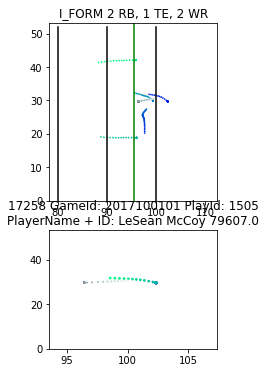 I_FORM 2 RB, 1 TE, 2 WR
50
40
30
20
10
0
80 90 100 110
17258 GameId: 2017100101 PlayId: 1505
PlayerName + ID: LeSean McCoy 79607.0
40
20
0
95 100 105